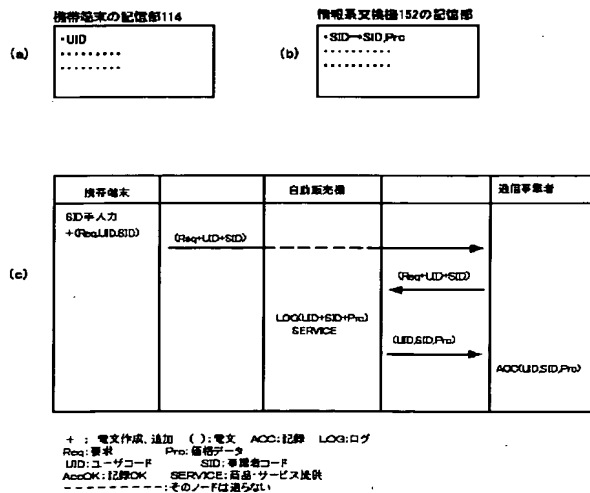 携帯端末の記憶部114
(a)
・UID
・・・・・・・・・
・・・・・・・・・
情報系交換機152の記憶部
(b)
・SID→SID,Pro
・・・・・・・・・・
・・・・・・・・・・
(c)
携帯端末
自動販売機
通信事業者
SID手入力
+(Req,UID,SID)
(Req+UID+SID)
(Req+UID+SID)
LOG(UID+SID+Pro)
SERVICE
(UID,SID,Pro)
ACC(UID,SID,Pro)
+ : 電文作成、追加 ( ):電文 ACC:記録 LOG:ログ
Req:要求 Pro:価格データ
UID:ユーザコード SID:事業者コード
AccOK:記録OK SERVICE:商品・サービス提供
----------:そのノードは通らない